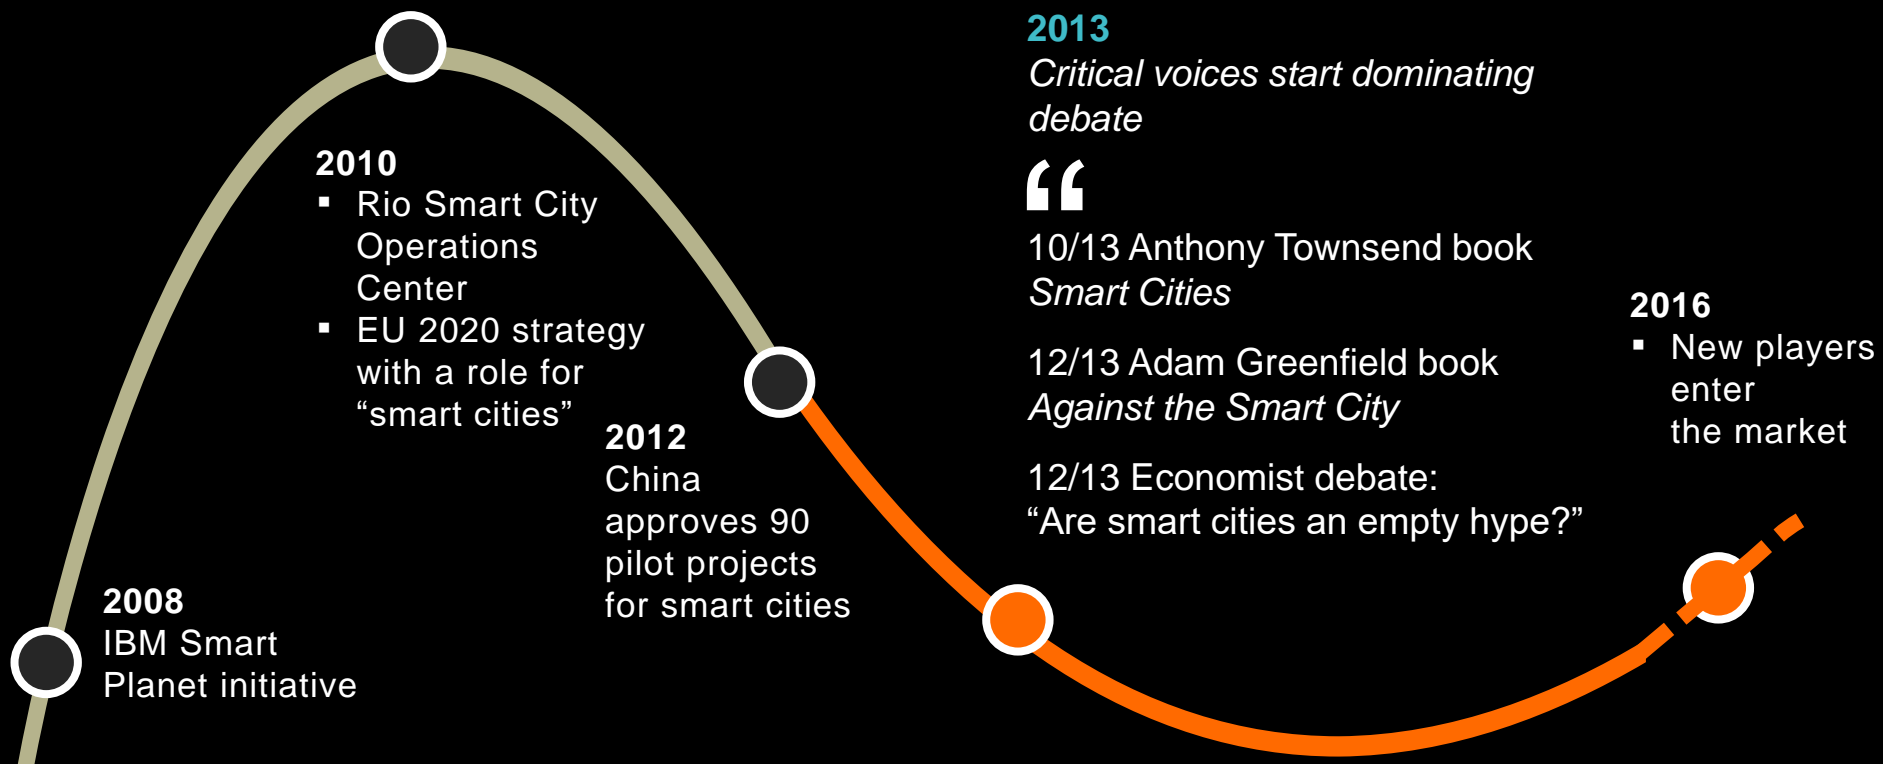 2008
IBM Smart
Planet initiative
2010
▪ Rio Smart City
Operations
Center
▪ EU 2020 strategy
with a role for
“smart cities”
2012
China
approves 90
pilot projects
for smart cities
2013
Critical voices start dominating
debate
“
10/13 Anthony Townsend book
Smart Cities
12/13 Adam Greenfield book
Against the Smart City
12/13 Economist debate:
“Are smart cities an empty hype?”
2016
▪ New players
enter
the market